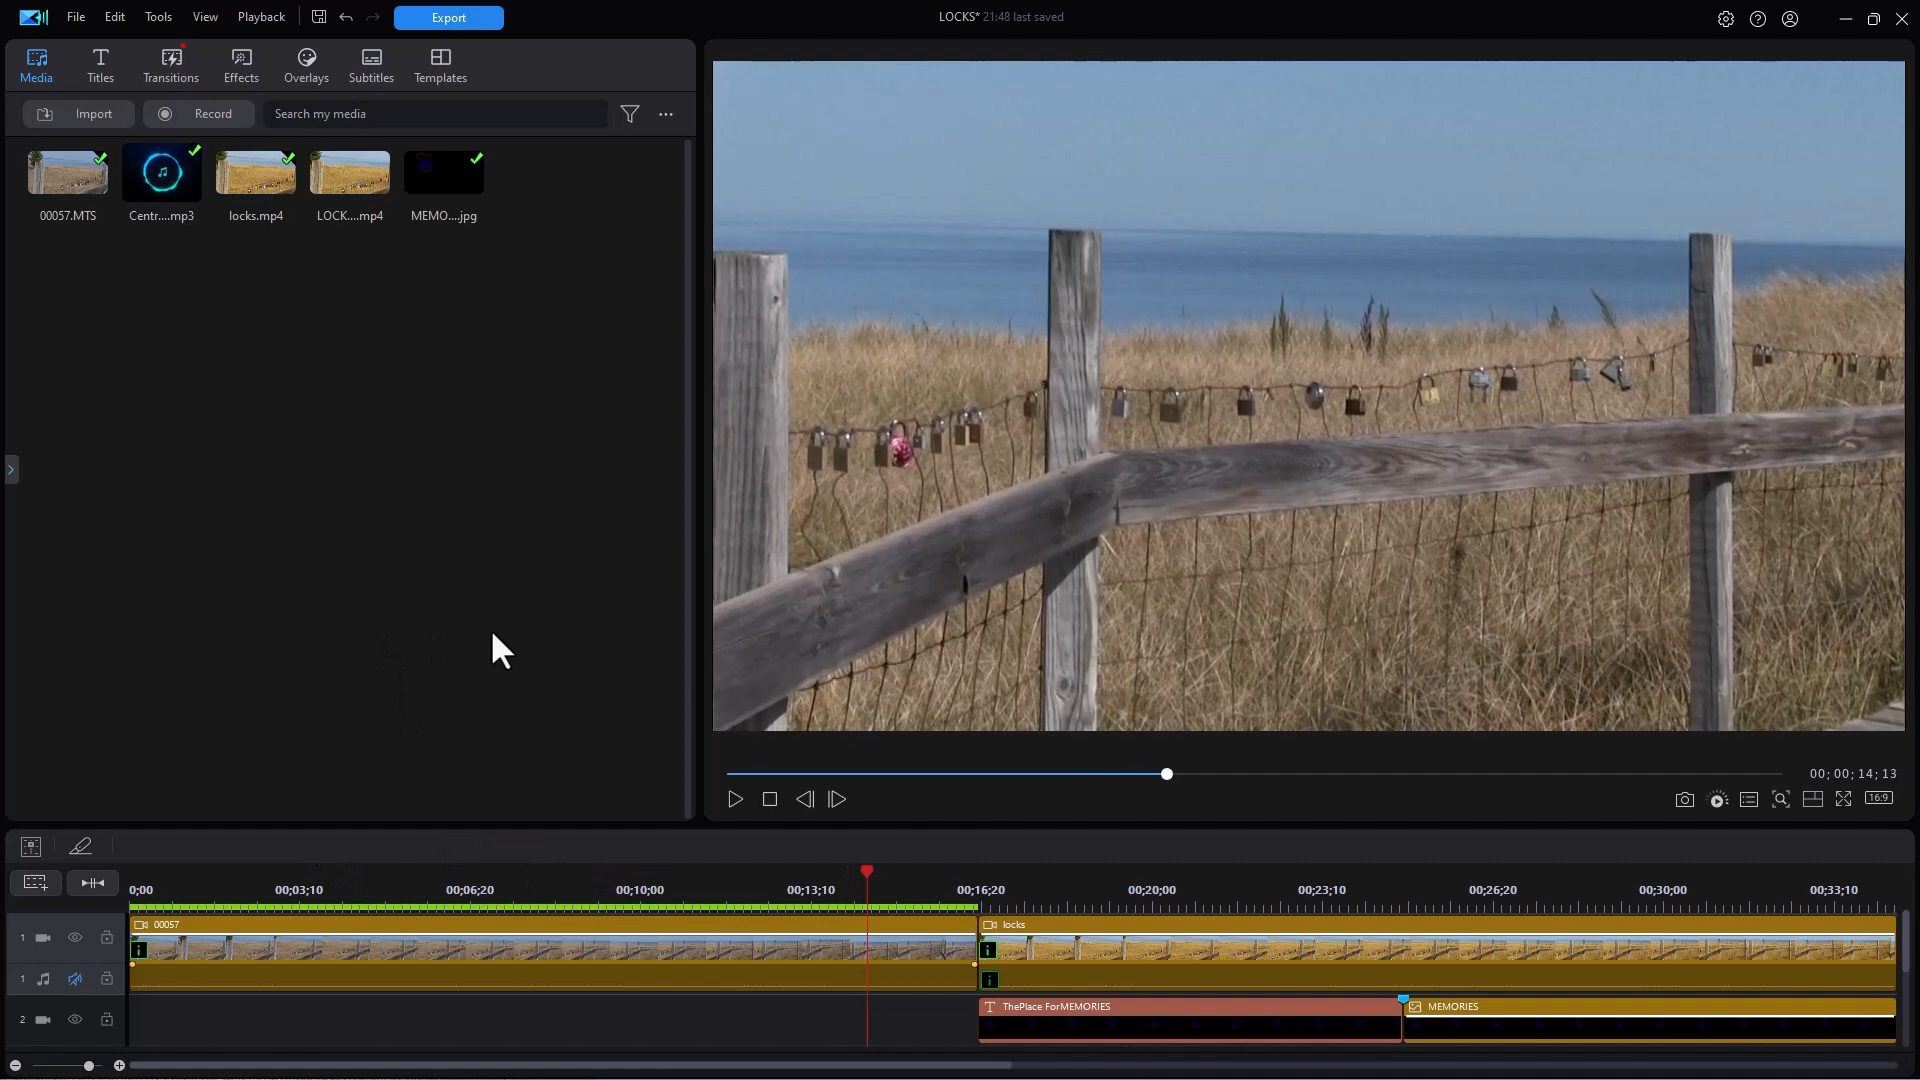 File Edit Tools View Playback Export LOCKS* 21:48 last saved
Media Titles Transitions Effects Overlays Subtitles Templates
Import Record Search my media
00057.MTS Centr....mp3 locks.mp4 LOCK....mp4 MEMO....jpg
00;00;14;13
16:9
0;00 00;03;10 00;06;20 00;10;00 00;13;10 00;16;20 00;20;00 00;23;10 00;26;20 00;30;00 00;33;10
1 00057 locks
1
2 ThePlace ForMEMORIES MEMORIES